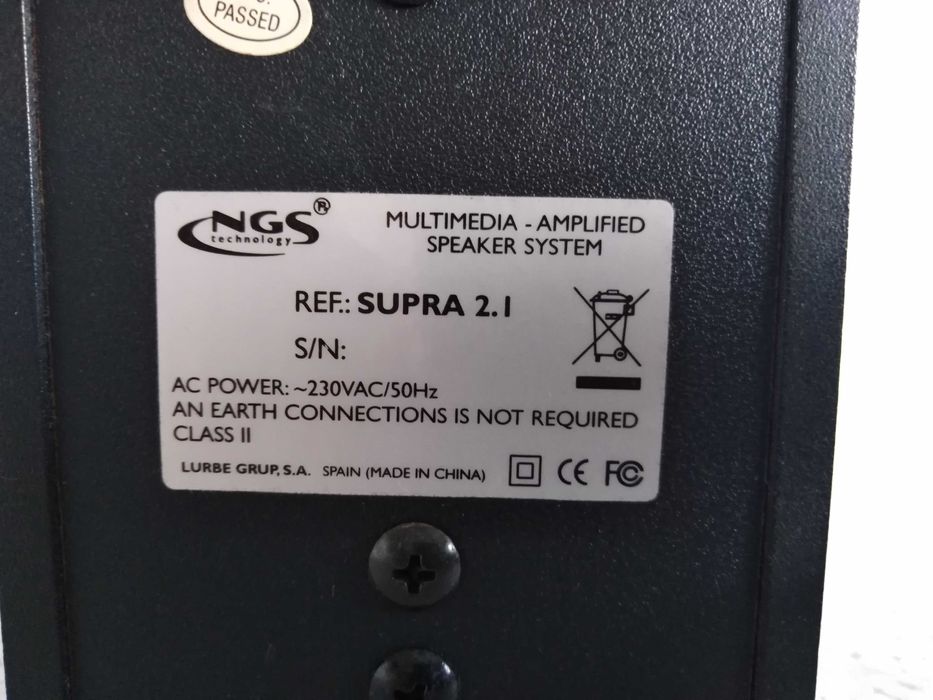 PASSED
NGS®
technology
MULTIMEDIA - AMPLIFIED
SPEAKER SYSTEM
REF.: SUPRA 2.1
S/N:
AC POWER: ~230VAC/50Hz
AN EARTH CONNECTIONS IS NOT REQUIRED
CLASS II
LURBE GRUP, S.A. SPAIN (MADE IN CHINA)
CE FC